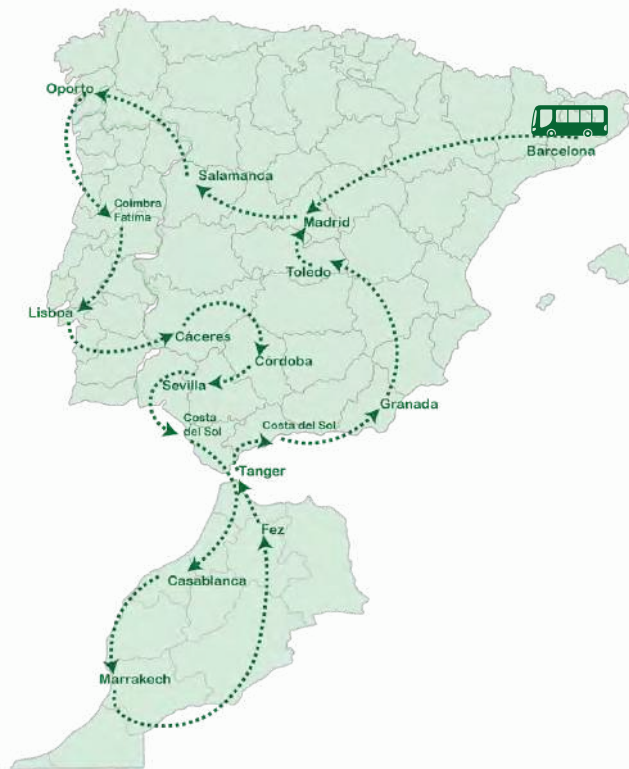 Oporto
Barcelona
Salamanca
Coimbra
Fatima
Madrid
Toledo
Lisboa
Cáceres
Córdoba
Sevilla
Granada
Costa
del Sol
Costa del Sol
Tanger
Fez
Casablanca
Marrakech